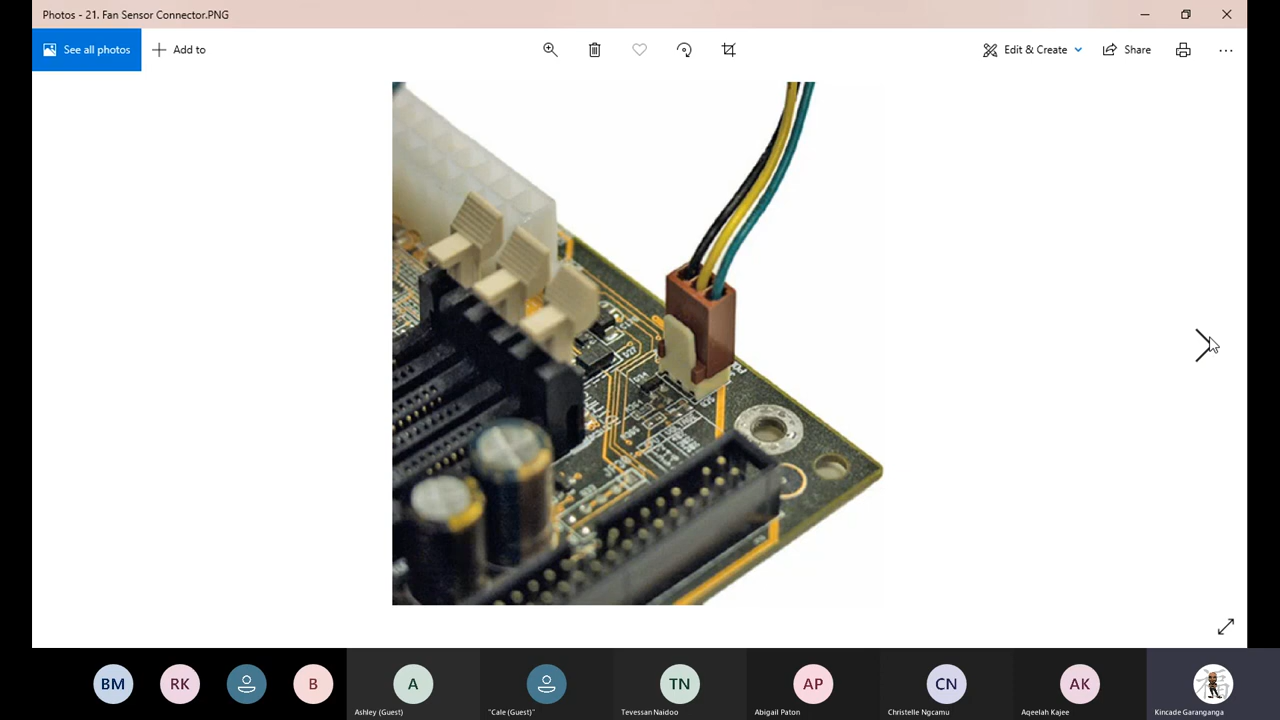 Photos - 21. Fan Sensor Connector.PNG
See all photos
Add to
Edit & Create
Share
BM
RK
B
A
TN
AP
CN
AK
Ashley (Guest)
"Cale (Guest)"
Tevessan Naidoo
Abigail Paton
Christelle Ngcamu
Aqeelah Kajee
Kincade Garanganga
福